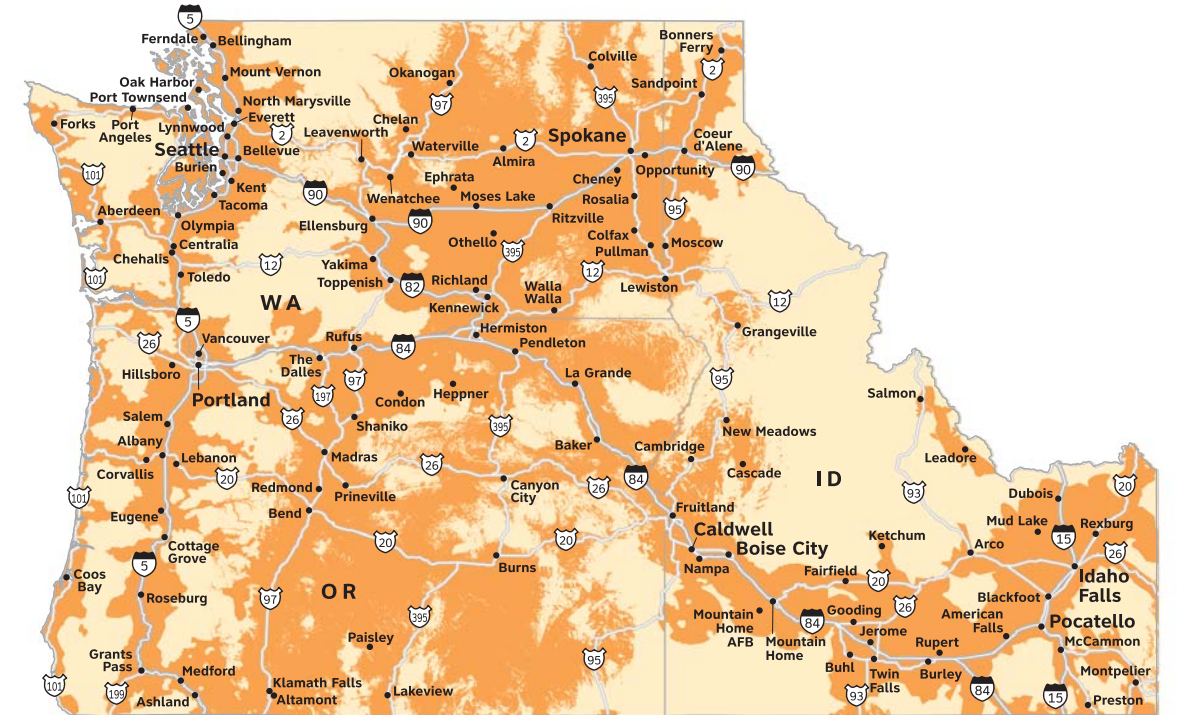 5
Ferndale
Bellingham
Bonners
Ferry
Colville
2
Okanogan
Mount Vernon
Oak Harbor
Port Townsend
Sandpoint
395
97
North Marysville
Everett
Forks
Port
Angeles
Lynnwood
2
Leavenworth
Chelan
Seattle
Bellevue
Waterville
2
Almira
Spokane
Coeur
d'Alene
Opportunity
90
101
Burien
Kent
Tacoma
90
Wenatchee
Ephrata
Moses Lake
Cheney
Rosalia
95
Aberdeen
Olympia
Ellensburg
90
Ritzville
Centralia
Chehalis
Othello
395
Colfax
Pullman
Moscow
101
Toledo
12
Yakima
Toppenish
82
Richland
Kennewick
Walla
Walla
12
Lewiston
WA
12
5
Vancouver
26
Hillsboro
Rufus
84
Hermiston
Pendleton
Grangeville
The
Dalles
97
197
La Grande
95
Portland
Condon
Heppner
Salmon
Salem
26
Shaniko
395
New Meadows
Albany
Lebanon
Corvallis
Madras
26
Baker
Cambridge
Cascade
Leadore
20
Redmond
Prineville
Canyon
City
26
84
ID
93
101
Bend
Fruitland
Dubois
20
Eugene
Caldwell
Mud Lake
Rexburg
15
Cottage
Grove
20
20
Boise City
Ketchum
Arco
26
5
Burns
Nampa
Coos
Bay
OR
Fairfield
20
Idaho
Falls
Roseburg
97
395
Mountain
Home
AFB
Mountain
Home
84
Gooding
26
Blackfoot
American
Falls
Pocatello
Paisley
Jerome
Rupert
McCammon
Grants
Pass
Medford
95
Buhl
Twin
Falls
Burley
Montpelier
101
199
Ashland
Klamath Falls
Altamont
Lakeview
93
84
15
Preston